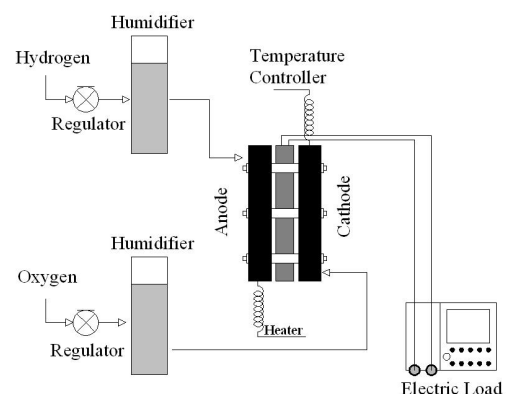 Humidifier
Hydrogen
Regulator
Temperature
Controller
Anode
Cathode
Humidifier
Oxygen
Regulator
Heater
Electric Load